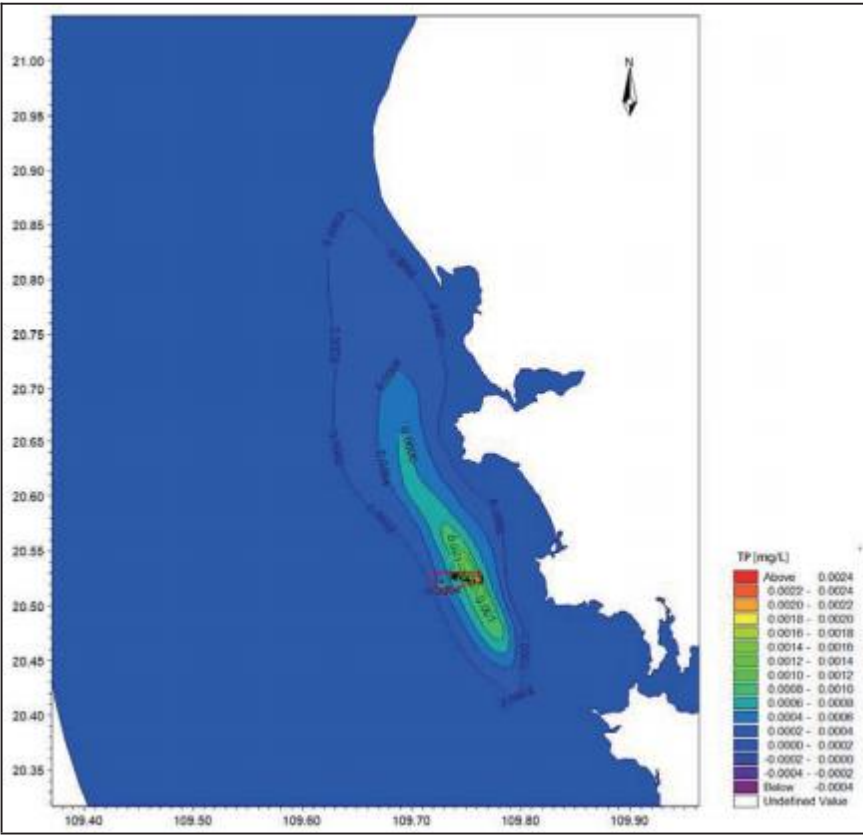 N
21.00
20.95
20.90
20.85
20.80
20.75
20.70
20.65
20.60
20.55
20.50
20.45
20.40
20.35
109.40 109.50 109.60 109.70 109.80 109.90
TP [mg/L]
Above 0.0024
0.0022 - 0.0024
0.0020 - 0.0022
0.0018 - 0.0020
0.0016 - 0.0018
0.0014 - 0.0016
0.0012 - 0.0014
0.0010 - 0.0012
0.0008 - 0.0010
0.0006 - 0.0008
0.0004 - 0.0006
0.0002 - 0.0004
0.0000 - 0.0002
-0.0002 - 0.0000
-0.0004 - -0.0002
Below -0.0004
Undefined Value